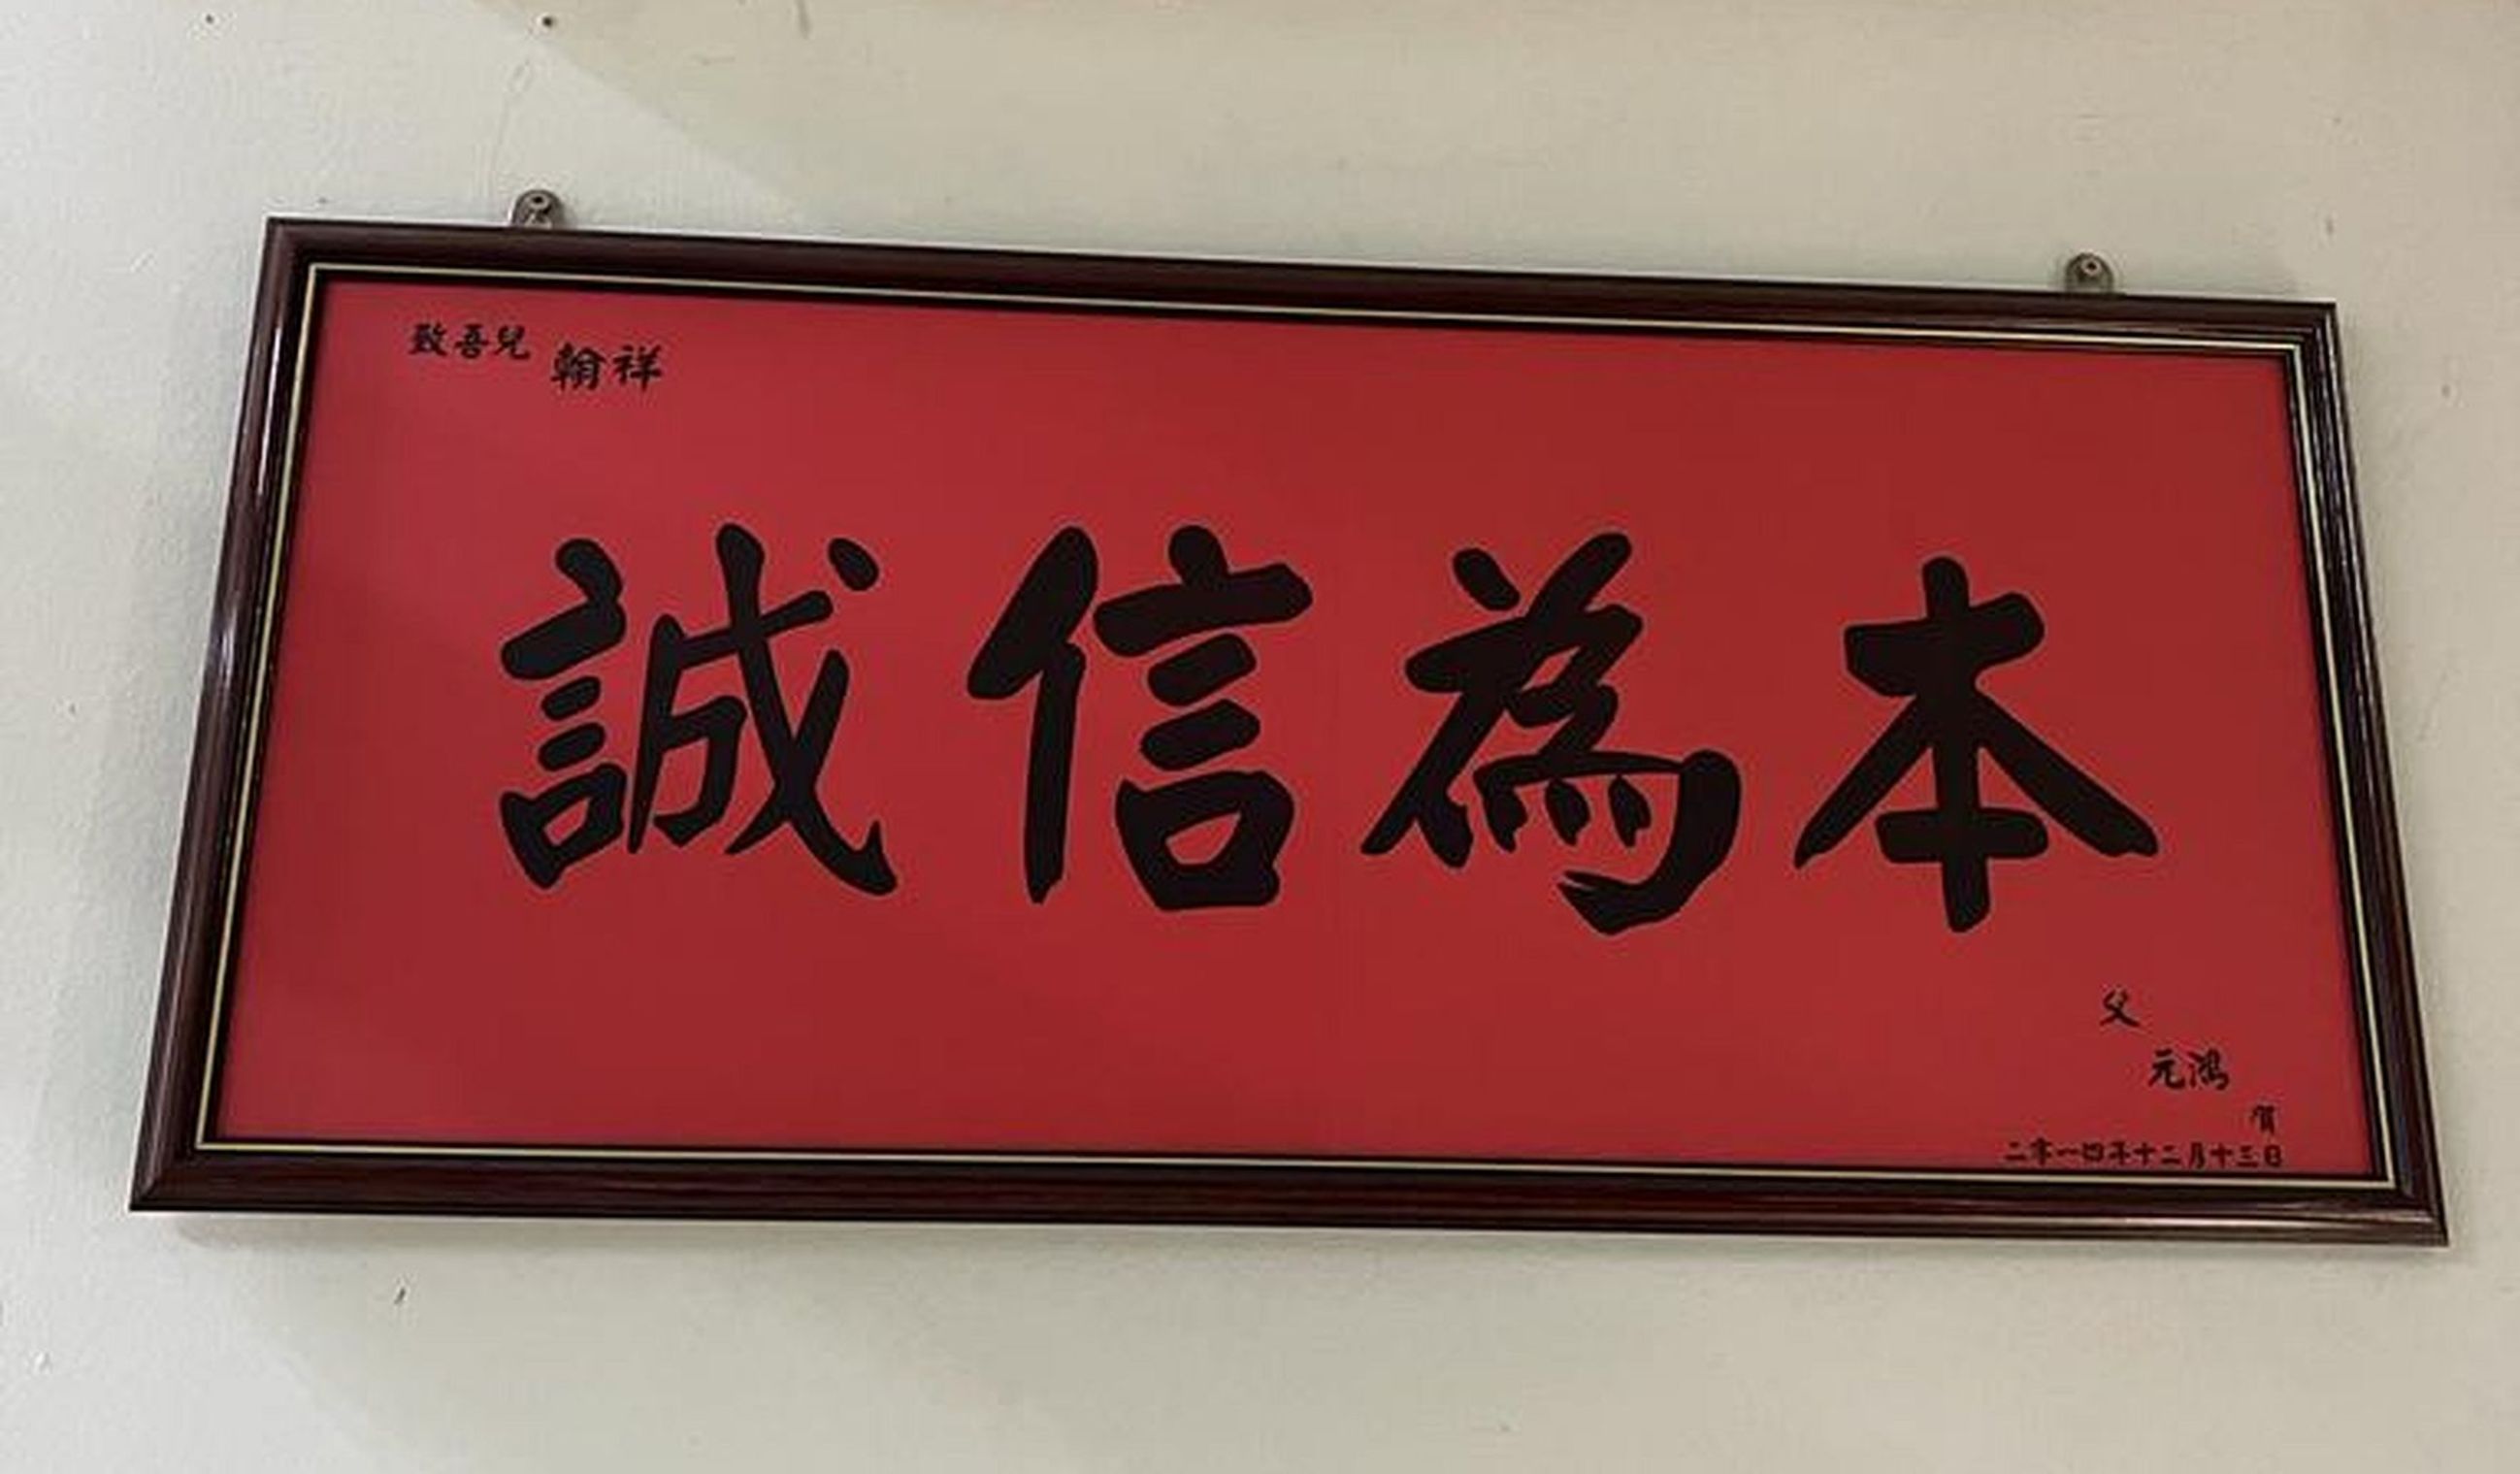 致吾兒 翰祥
誠信為本
父
元鴻
賀
二零一四年十二月十三日